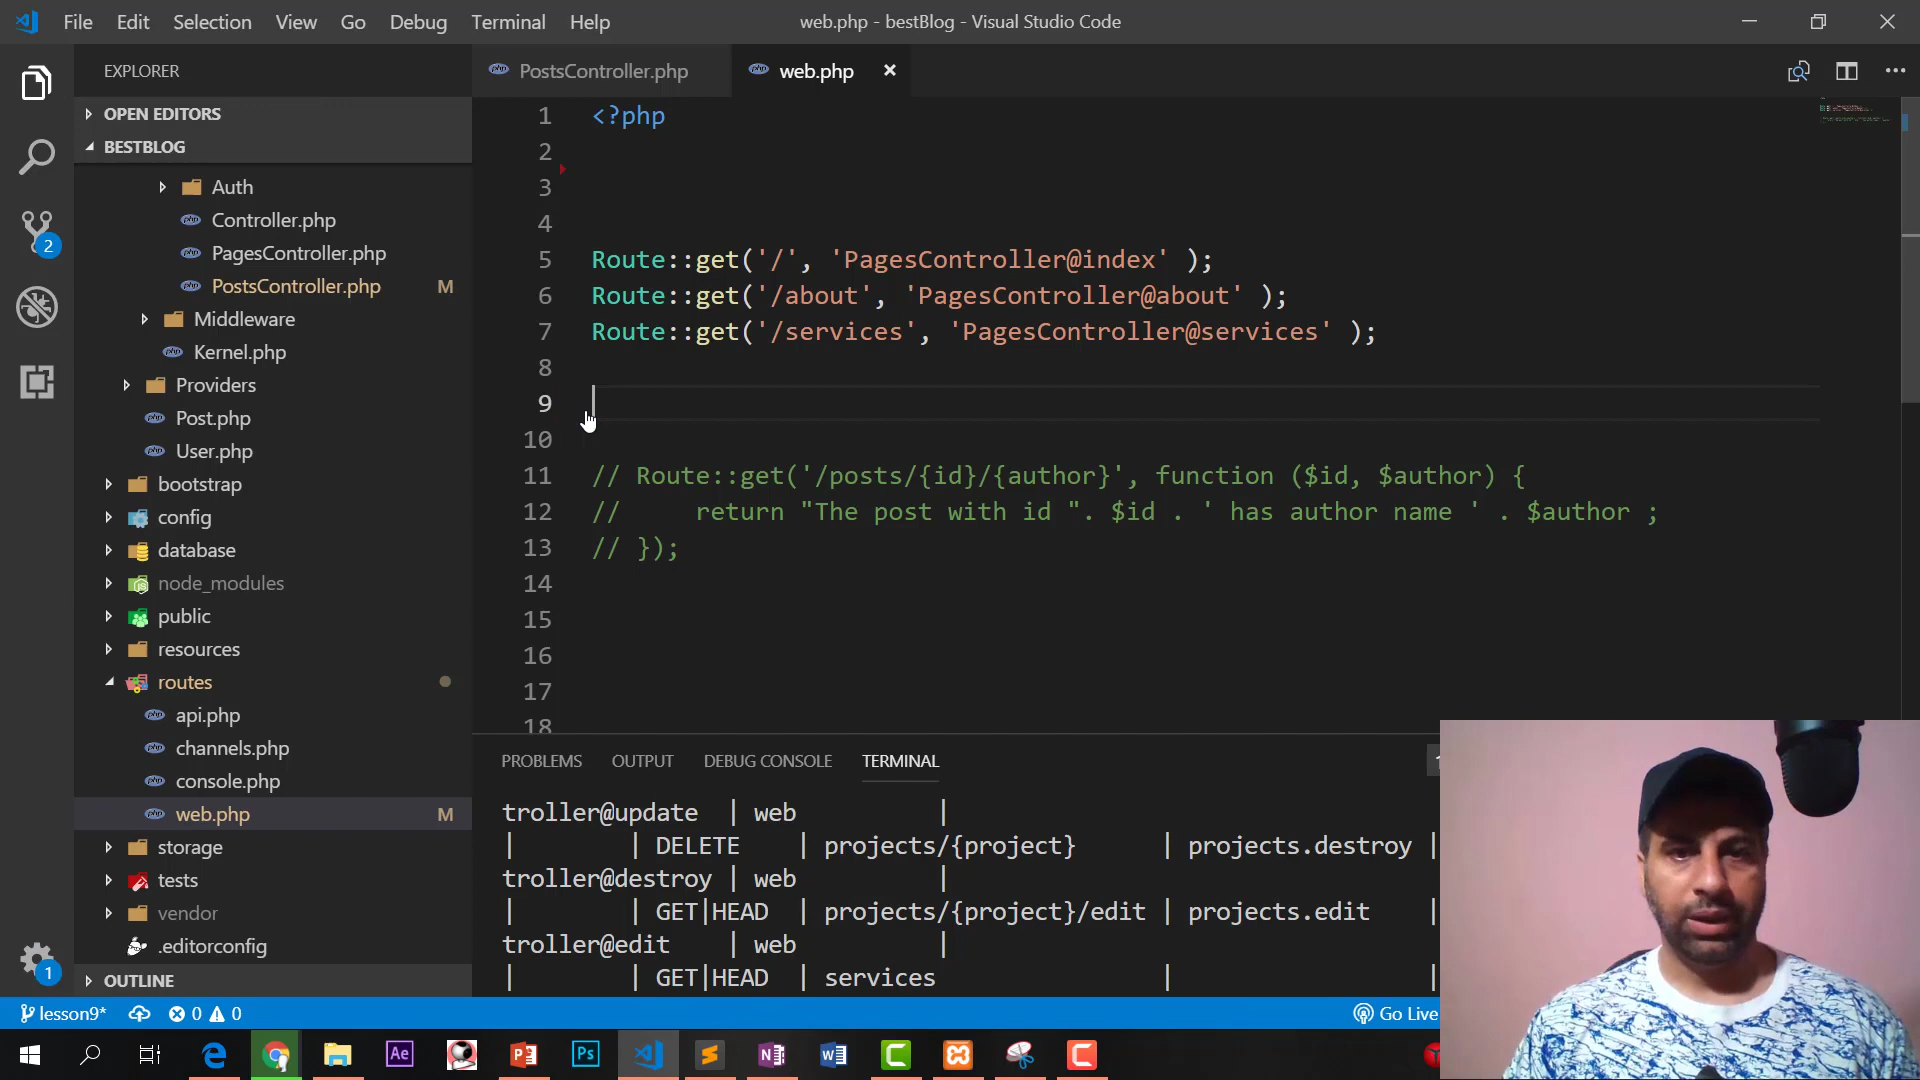 File Edit Selection View Go Debug Terminal Help
web.php - bestBlog - Visual Studio Code
EXPLORER
OPEN EDITORS
BESTBLOG
Auth
Controller.php
PagesController.php
PostsController.php M
Middleware
Kernel.php
Providers
Post.php
User.php
bootstrap
config
database
node_modules
public
resources
routes
api.php
channels.php
console.php
web.php M
storage
tests
vendor
.editorconfig
OUTLINE
2
1
PostsController.php
web.php
1 <?php
2
3
4
5 Route::get('/', 'PagesController@index' );
6 Route::get('/about', 'PagesController@about' );
7 Route::get('/services', 'PagesController@services' );
8
9
10
11 // Route::get('/posts/{id}/{author}', function ($id, $author) {
12 //     return "The post with id ". $id . ' has author name ' . $author ;
13 // });
14
15
16
17
18
PROBLEMS OUTPUT DEBUG CONSOLE TERMINAL
troller@update | web |
| | DELETE | projects/{project} | projects.destroy |
troller@destroy | web |
| | GET|HEAD | projects/{project}/edit | projects.edit |
troller@edit | web |
| | GET|HEAD | services | |
lesson9* 0 0 Go Live
Ae
Ps